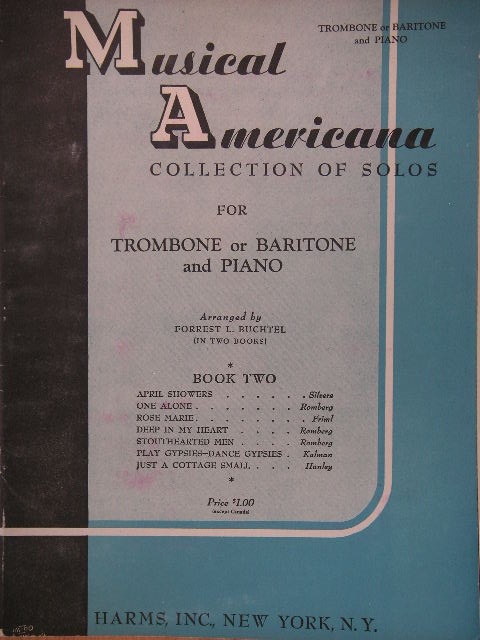 TROMBONE or BARITONE
and PIANO
Musical
Americana
COLLECTION OF SOLOS
FOR
TROMBONE or BARITONE
and PIANO
Arranged by
FORREST L. BUCHTEL
(IN TWO BOOKS)
*
BOOK TWO
APRIL SHOWERS . . . . . . . Silvers
ONE ALONE . . . . . . . . Romberg
ROSE MARIE . . . . . . . . Friml
DEEP IN MY HEART . . . . . Romberg
STOUTHEARTED MEN . . . . Romberg
PLAY GYPSIES—DANCE GYPSIES . Kalman
JUST A COTTAGE SMALL . . . Hanley
*
Price $1.00
(except Canada)
HARMS, INC., NEW YORK, N. Y.